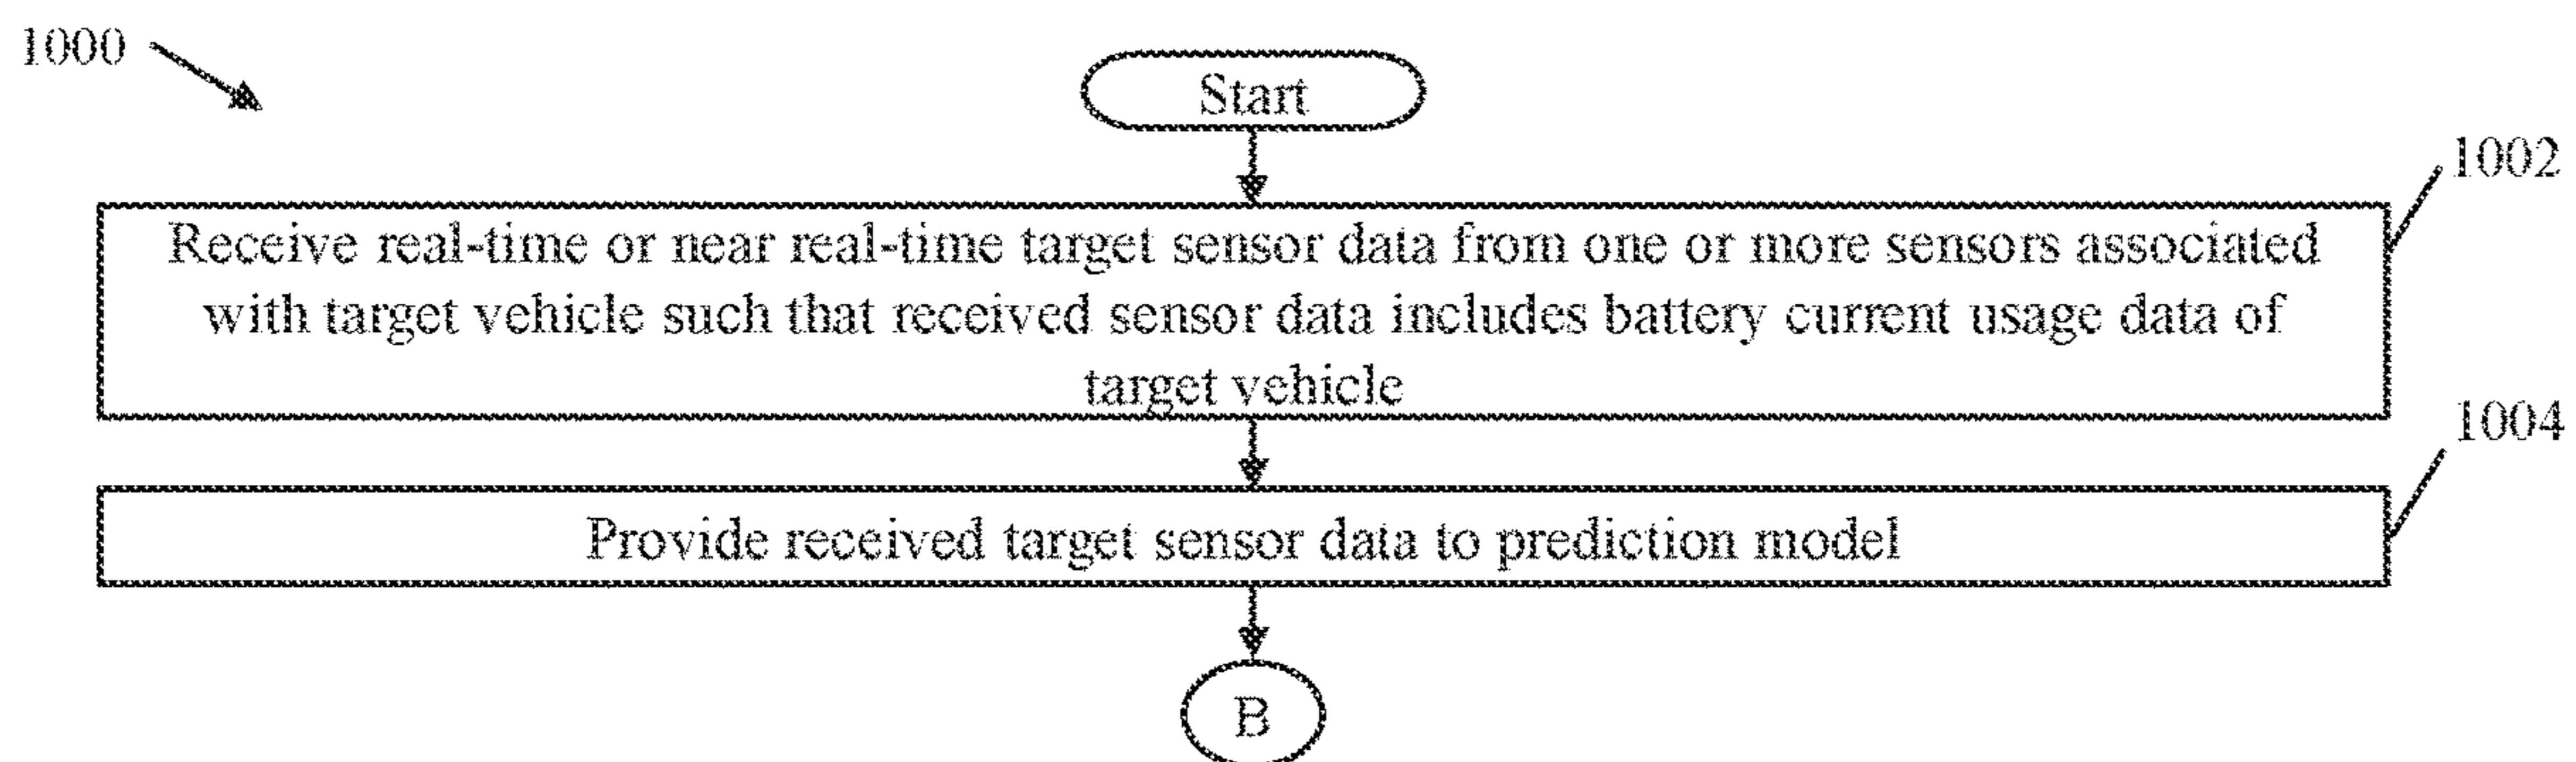 1000
Start
1002
Receive real-time or near real-time target sensor data from one or more sensors associated
with target vehicle such that received sensor data includes battery current usage data of
target vehicle
1004
Provide received target sensor data to prediction model
B